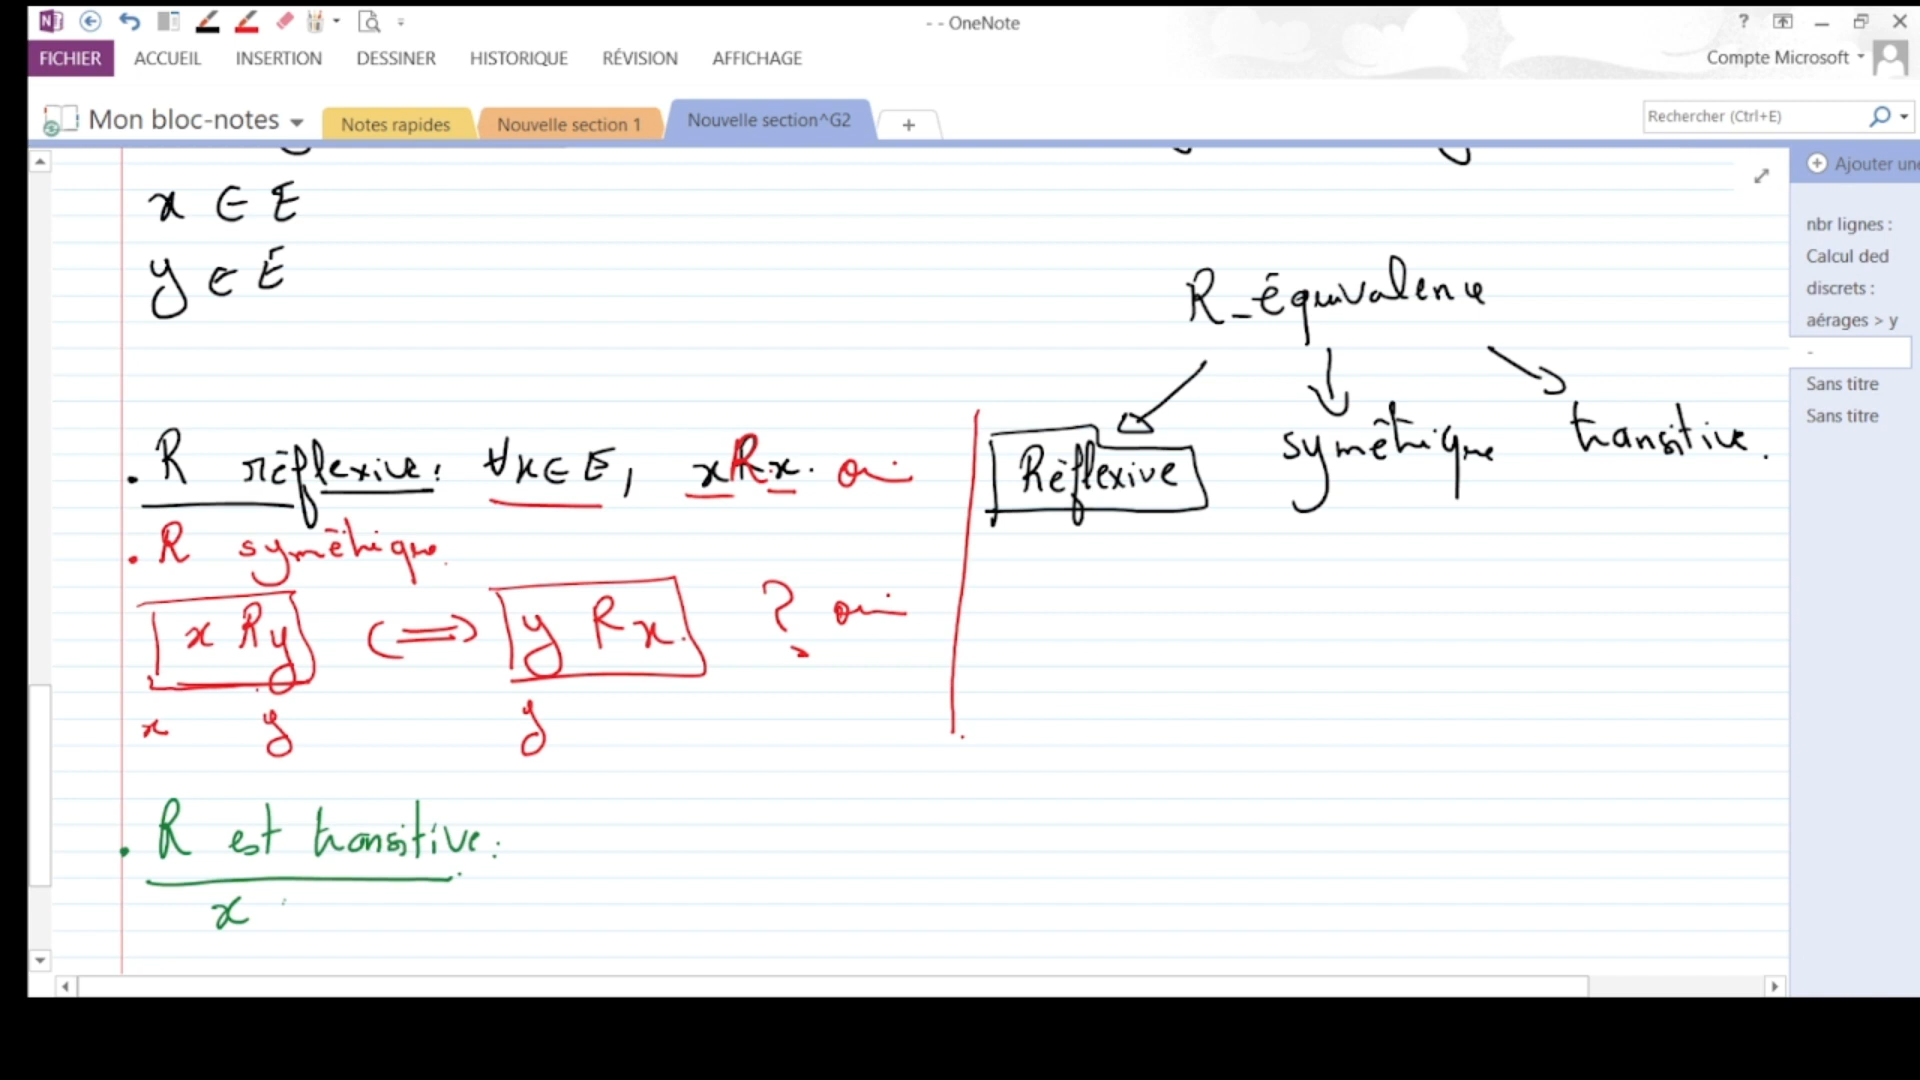 - - OneNote
?
FICHIER ACCUEIL INSERTION DESSINER HISTORIQUE RÉVISION AFFICHAGE
Compte Microsoft
Mon bloc-notes
Notes rapides
Nouvelle section 1
Nouvelle section^G2
+
Rechercher (Ctrl+E)
Ajouter une
nbr lignes :
Calcul ded
discrets :
aérages > y
-
Sans titre
Sans titre
x ∈ E
y ∈ E
R_équivalence
Réflexive symétrique transitive.
. R réflexive: ∀x ∈ E, xRx. oui
. R symétrique.
x R y <=> y R x. ? oui
x y y
. R est transitive:
x